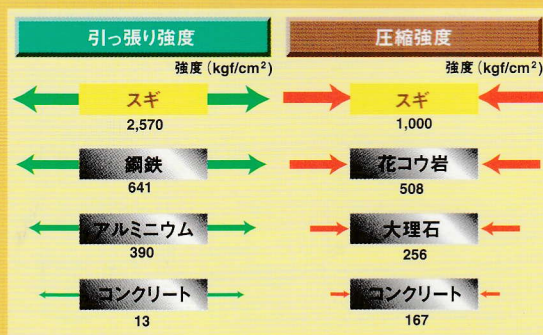 引っ張り強度
強度(kgf/cm²)
スギ
2,570
鋼鉄
641
アルミニウム
390
コンクリート
13
圧縮強度
強度(kgf/cm²)
スギ
1,000
花コウ岩
508
大理石
256
コンクリート
167